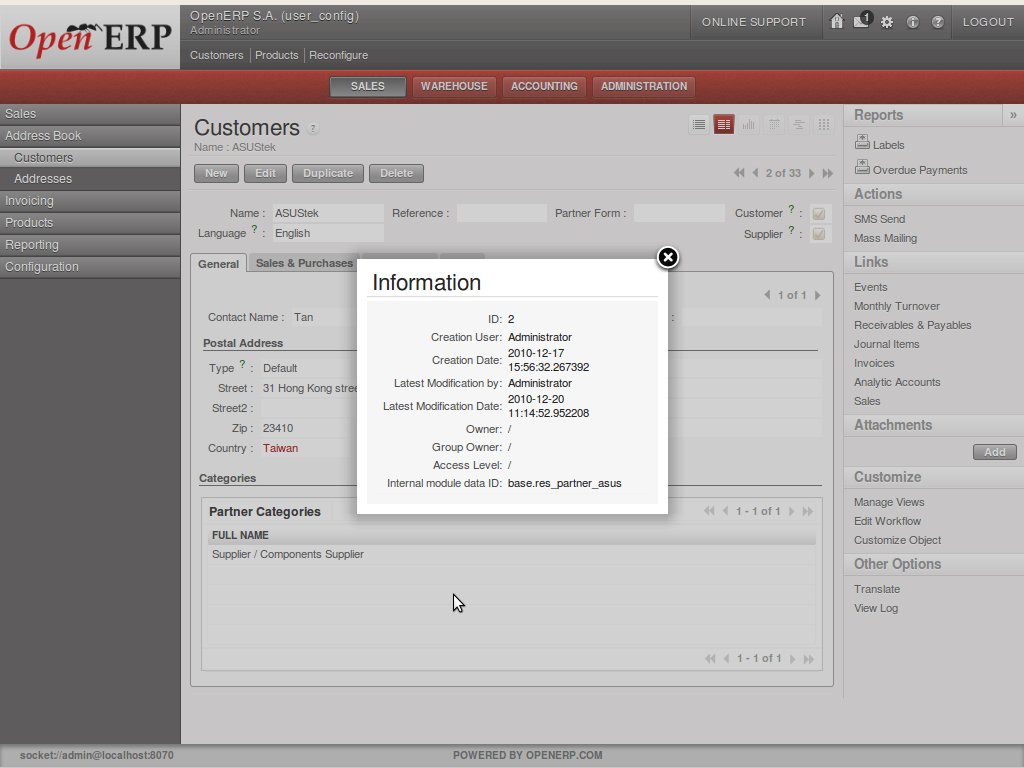 Open ERP
OpenERP S.A. (user_config)
Administrator
Customers Products Reconfigure
ONLINE SUPPORT
1
LOGOUT
SALES WAREHOUSE ACCOUNTING ADMINISTRATION
Sales
Address Book
Customers
Addresses
Invoicing
Products
Reporting
Configuration
Customers ?
Name : ASUStek
New Edit Duplicate Delete
2 of 33
Name : ASUStek Reference : Partner Form : Customer ? :
Language ? : English Supplier ? :
General Sales & Purchases
1 of 1
Contact Name : Tan :
Postal Address
Type ? : Default
Street : 31 Hong Kong stree
Street2 :
Zip : 23410
Country : Taiwan
Categories
Partner Categories 1 - 1 of 1
FULL NAME
Supplier / Components Supplier
1 - 1 of 1
Information
ID: 2
Creation User: Administrator
Creation Date: 2010-12-17
15:56:32.267392
Latest Modification by: Administrator
Latest Modification Date: 2010-12-20
11:14:52.952208
Owner: /
Group Owner: /
Access Level: /
Internal module data ID: base.res_partner_asus
Reports »
Labels
Overdue Payments
Actions
SMS Send
Mass Mailing
Links
Events
Monthly Turnover
Receivables & Payables
Journal Items
Invoices
Analytic Accounts
Sales
Attachments
Add
Customize
Manage Views
Edit Workflow
Customize Object
Other Options
Translate
View Log
socket://admin@localhost:8070
POWERED BY OPENERP.COM